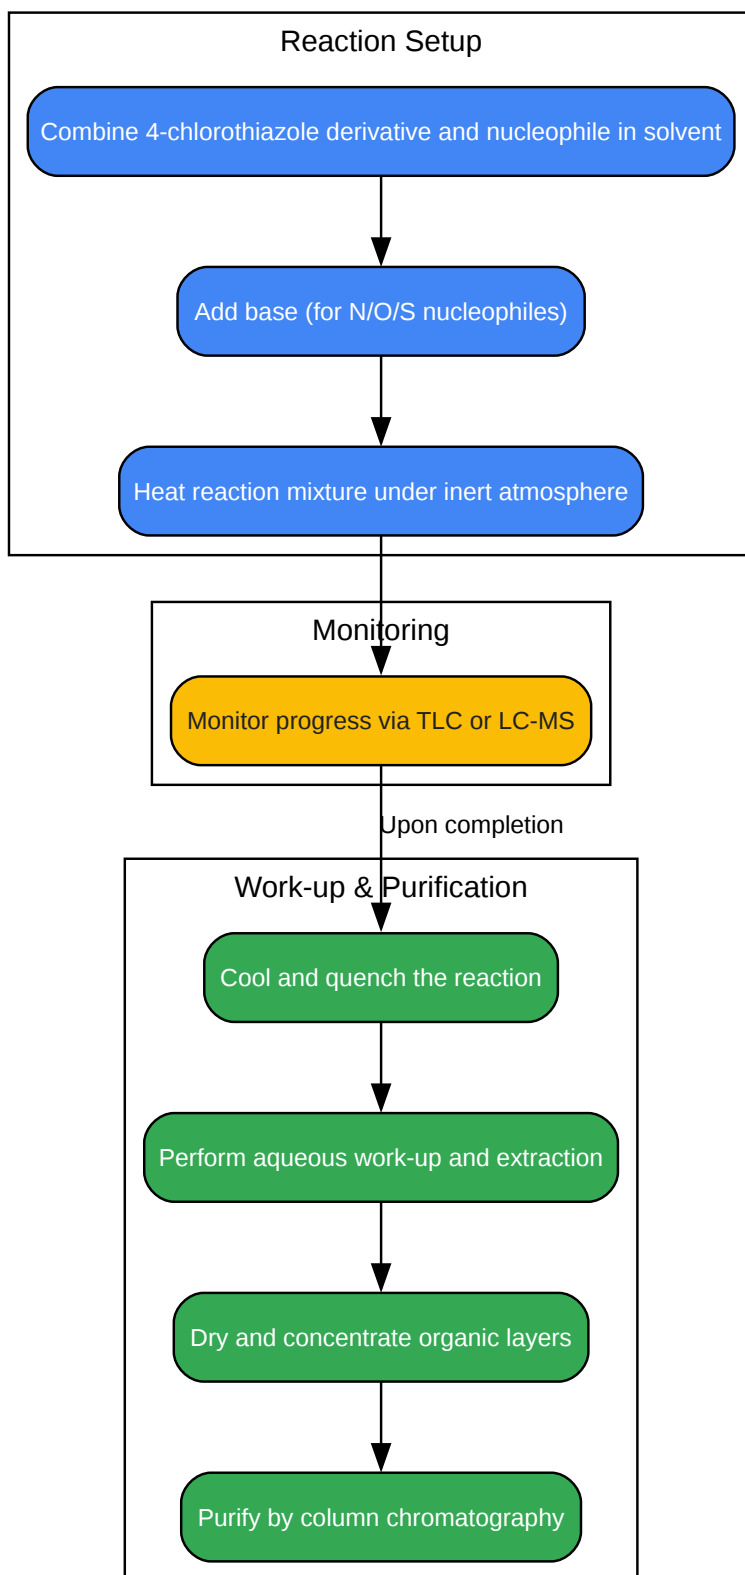 Reaction Setup
Combine 4-chlorothiazole derivative and nucleophile in solvent
Add base (for N/O/S nucleophiles)
Heat reaction mixture under inert atmosphere
Monitoring
Monitor progress via TLC or LC-MS
Upon completion
Work-up & Purification
Cool and quench the reaction
Perform aqueous work-up and extraction
Dry and concentrate organic layers
Purify by column chromatography